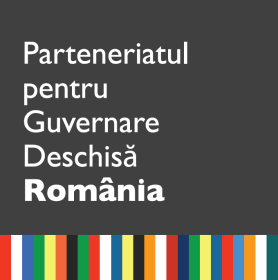 Parteneriatul
pentru
Guvernare
Deschisă
România